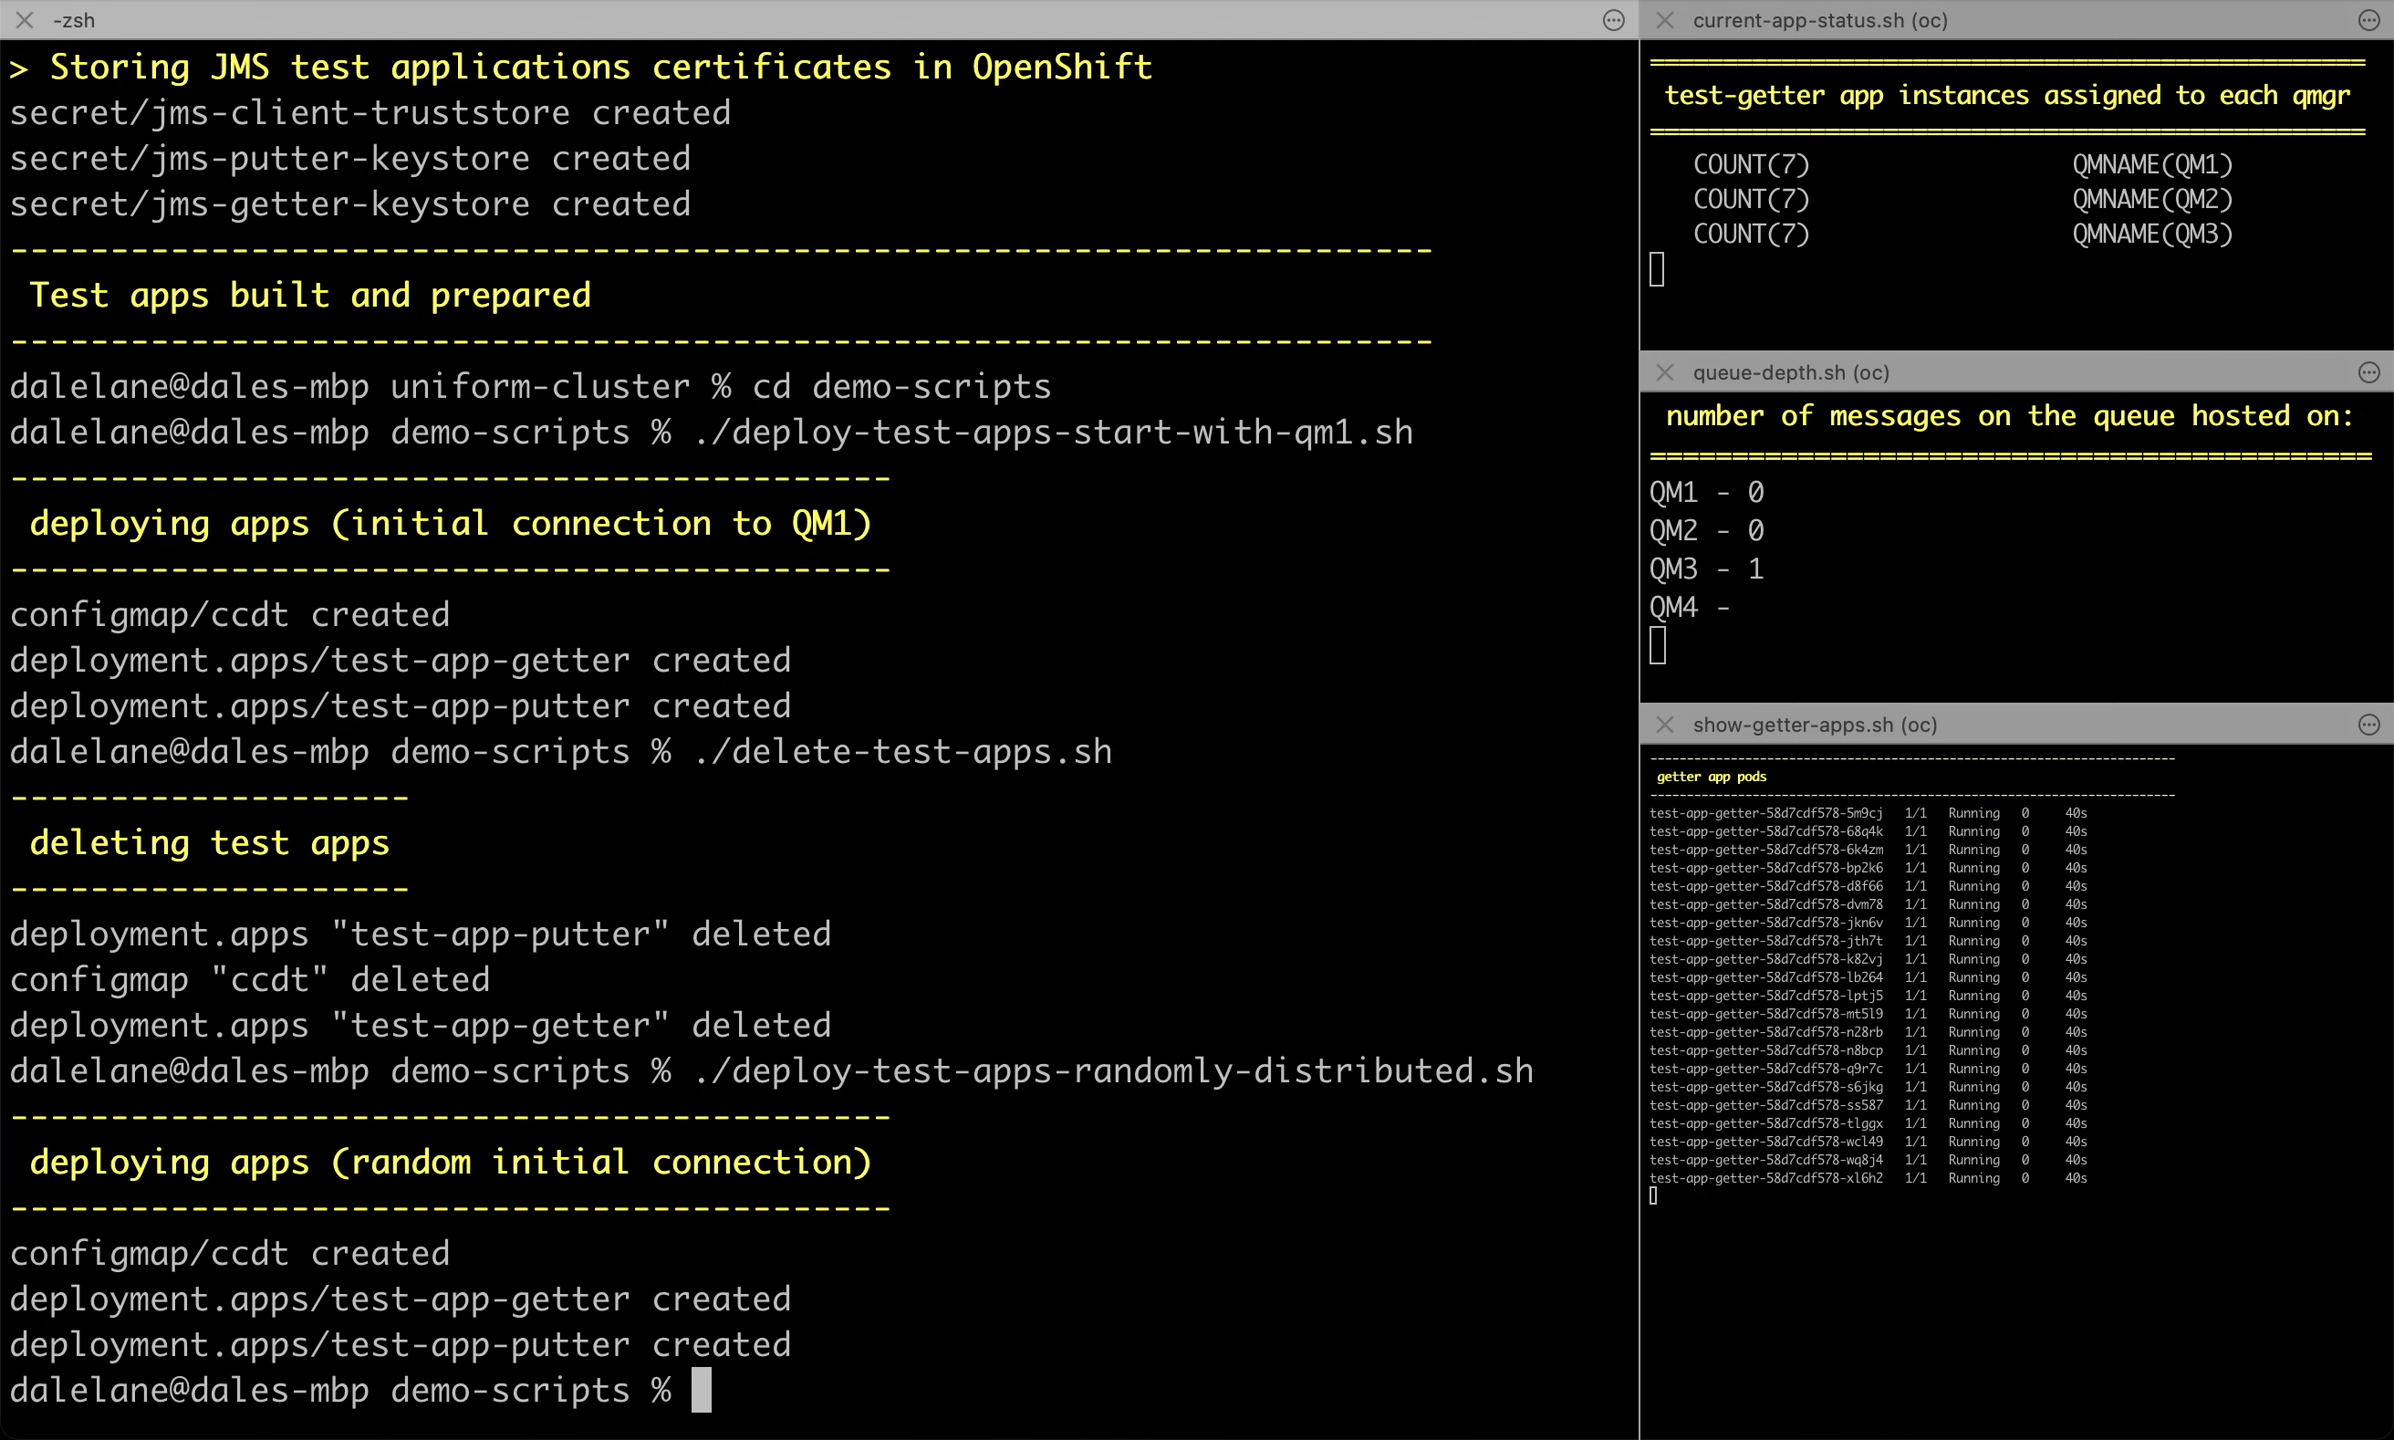 -zsh
> Storing JMS test applications certificates in OpenShift
secret/jms-client-truststore created
secret/jms-putter-keystore created
secret/jms-getter-keystore created
-----------------------------------------------------------------------
Test apps built and prepared
-----------------------------------------------------------------------
dalelane@dales-mbp uniform-cluster % cd demo-scripts
dalelane@dales-mbp demo-scripts % ./deploy-test-apps-start-with-qm1.sh
--------------------------------------------
deploying apps (initial connection to QM1)
--------------------------------------------
configmap/ccdt created
deployment.apps/test-app-getter created
deployment.apps/test-app-putter created
dalelane@dales-mbp demo-scripts % ./delete-test-apps.sh
--------------------
deleting test apps
--------------------
deployment.apps "test-app-putter" deleted
configmap "ccdt" deleted
deployment.apps "test-app-getter" deleted
dalelane@dales-mbp demo-scripts % ./deploy-test-apps-randomly-distributed.sh
--------------------------------------------
deploying apps (random initial connection)
--------------------------------------------
configmap/ccdt created
deployment.apps/test-app-getter created
deployment.apps/test-app-putter created
dalelane@dales-mbp demo-scripts %
current-app-status.sh (oc)
=================================================
test-getter app instances assigned to each qmgr
=================================================
COUNT(7) QMNAME(QM1)
COUNT(7) QMNAME(QM2)
COUNT(7) QMNAME(QM3)
queue-depth.sh (oc)
number of messages on the queue hosted on:
============================================
QM1 - 0
QM2 - 0
QM3 - 1
QM4 -
show-getter-apps.sh (oc)
------------------------------------------------------------------------
getter app pods
------------------------------------------------------------------------
test-app-getter-58d7cdf578-5m9cj 1/1 Running 0 40s
test-app-getter-58d7cdf578-68q4k 1/1 Running 0 40s
test-app-getter-58d7cdf578-6k4zm 1/1 Running 0 40s
test-app-getter-58d7cdf578-bp2k6 1/1 Running 0 40s
test-app-getter-58d7cdf578-d8f66 1/1 Running 0 40s
test-app-getter-58d7cdf578-dvm78 1/1 Running 0 40s
test-app-getter-58d7cdf578-jkn6v 1/1 Running 0 40s
test-app-getter-58d7cdf578-jth7t 1/1 Running 0 40s
test-app-getter-58d7cdf578-k82vj 1/1 Running 0 40s
test-app-getter-58d7cdf578-lb264 1/1 Running 0 40s
test-app-getter-58d7cdf578-lptj5 1/1 Running 0 40s
test-app-getter-58d7cdf578-mt5l9 1/1 Running 0 40s
test-app-getter-58d7cdf578-n28rb 1/1 Running 0 40s
test-app-getter-58d7cdf578-n8bcp 1/1 Running 0 40s
test-app-getter-58d7cdf578-q9r7c 1/1 Running 0 40s
test-app-getter-58d7cdf578-s6jkg 1/1 Running 0 40s
test-app-getter-58d7cdf578-ss587 1/1 Running 0 40s
test-app-getter-58d7cdf578-tlggx 1/1 Running 0 40s
test-app-getter-58d7cdf578-wcl49 1/1 Running 0 40s
test-app-getter-58d7cdf578-wq8j4 1/1 Running 0 40s
test-app-getter-58d7cdf578-xl6h2 1/1 Running 0 40s